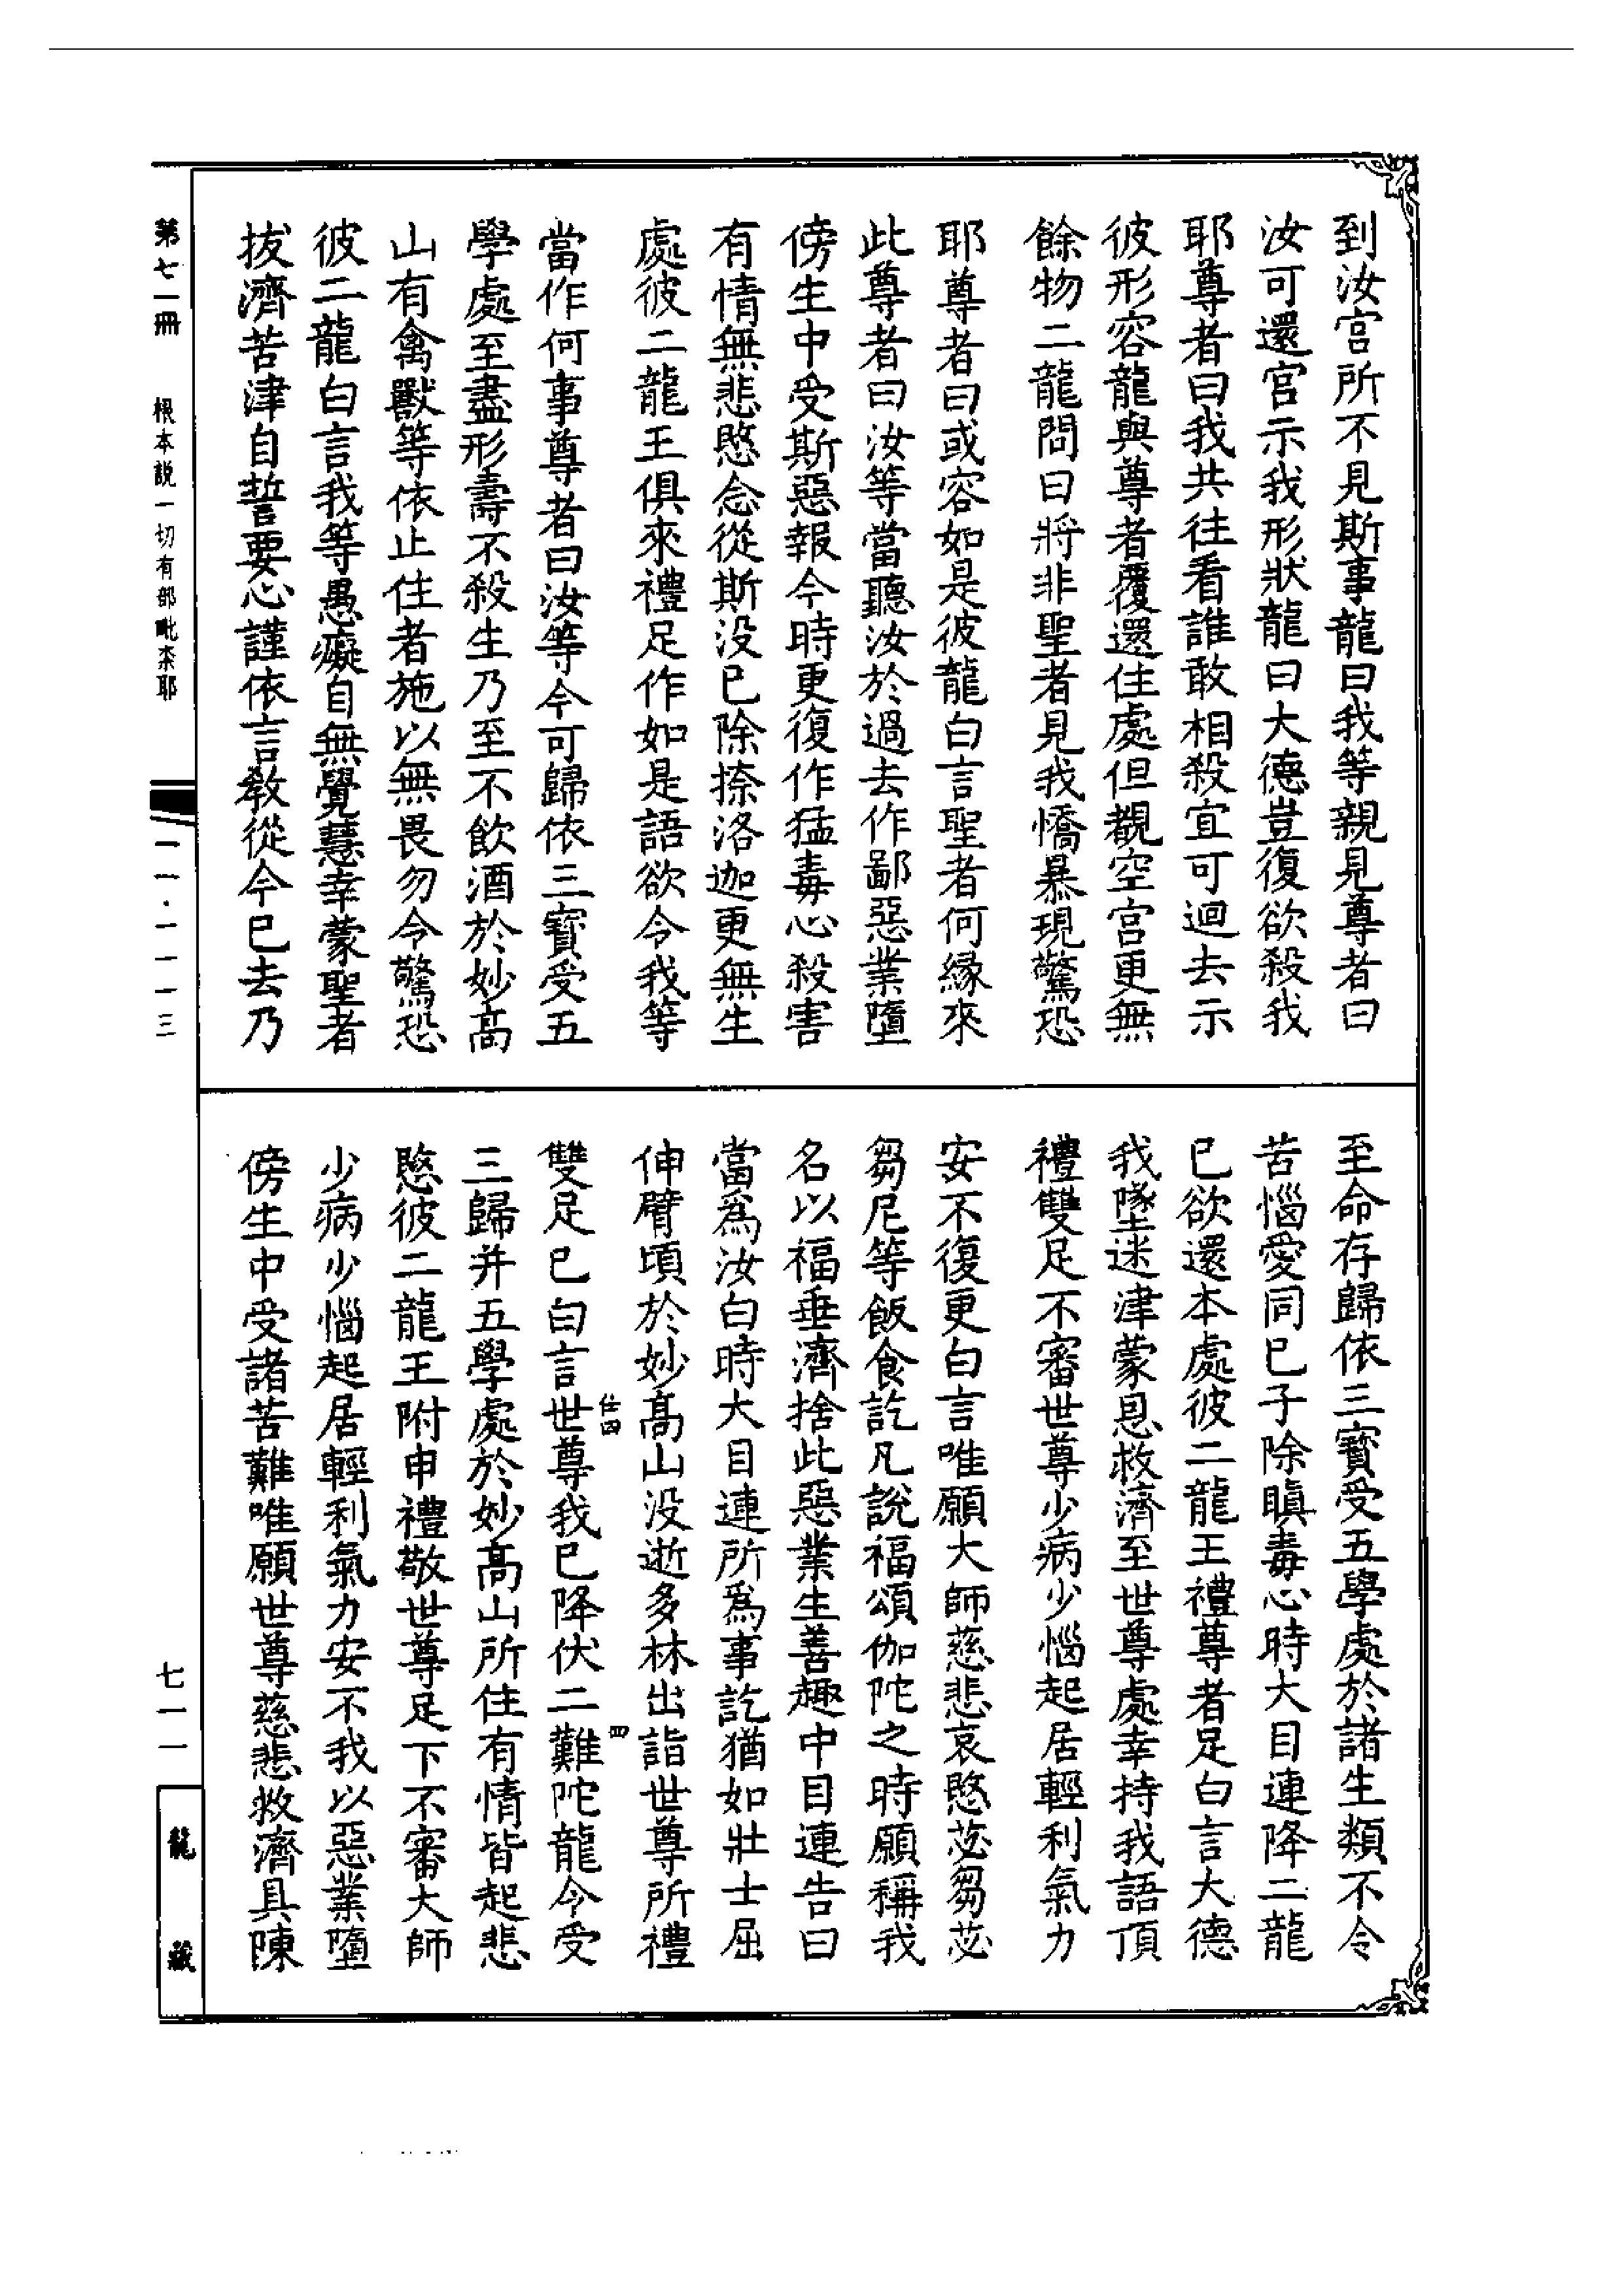 到汝宮所不見斯事龍曰我等親見尊者曰
汝可還宮示我形狀龍曰大德豈復欲殺我
耶尊者曰我共往看誰敢相殺宜可迴去示
彼形容龍與尊者覆還住處但覩空宮更無
餘物二龍問曰將非聖者見我憍暴現驚恐
耶尊者曰或容如是彼龍白言聖者何緣來
此尊者曰汝等當聽汝於過去作鄙惡業墮
傍生中受斯惡報今時更復作猛毒心殺害
有情無悲愍念從斯没已除捺洛迦更無生
處彼二龍王俱來禮足作如是語欲令我等
當作何事尊者曰汝等今可歸依三寶受五
學處至盡形壽不殺生乃至不飲酒於妙高
山有禽獸等依止住者施以無畏勿令驚恐
彼二龍白言我等愚癡自無覺慧幸蒙聖者
拔濟苦津自誓要心謹依言教從今已去乃
至命存歸依三寶受五學處於諸生類不令
苦惱愛同己子除瞋毒心時大目連降二龍
已欲還本處彼二龍王禮尊者足白言大德
我墜迷津蒙恩救濟至世尊處幸持我語頂
禮雙足不審世尊少病少惱起居輕利氣力
安不復更白言唯願大師慈悲哀愍苾芻苾
芻尼等飯食訖凡說福頌伽陀之時願稱我
名以福垂濟捨此惡業生善趣中目連告曰
當爲汝白時大目連所爲事訖猶如壯士屈
伸臂頃於妙高山没逝多林出詣世尊所禮
雙足已白言世尊我已降伏二難陀龍今受
仕四
四
三歸并五學處於妙高山所住有情皆起悲
愍彼二龍王附申禮敬世尊足下不審大師
少病少惱起居輕利氣力安不我以惡業墮
傍生中受諸苦難唯願世尊慈悲救濟具陳
第七一冊
根本説一切有部毗奈耶
一一·一一一三
七一一
龍藏